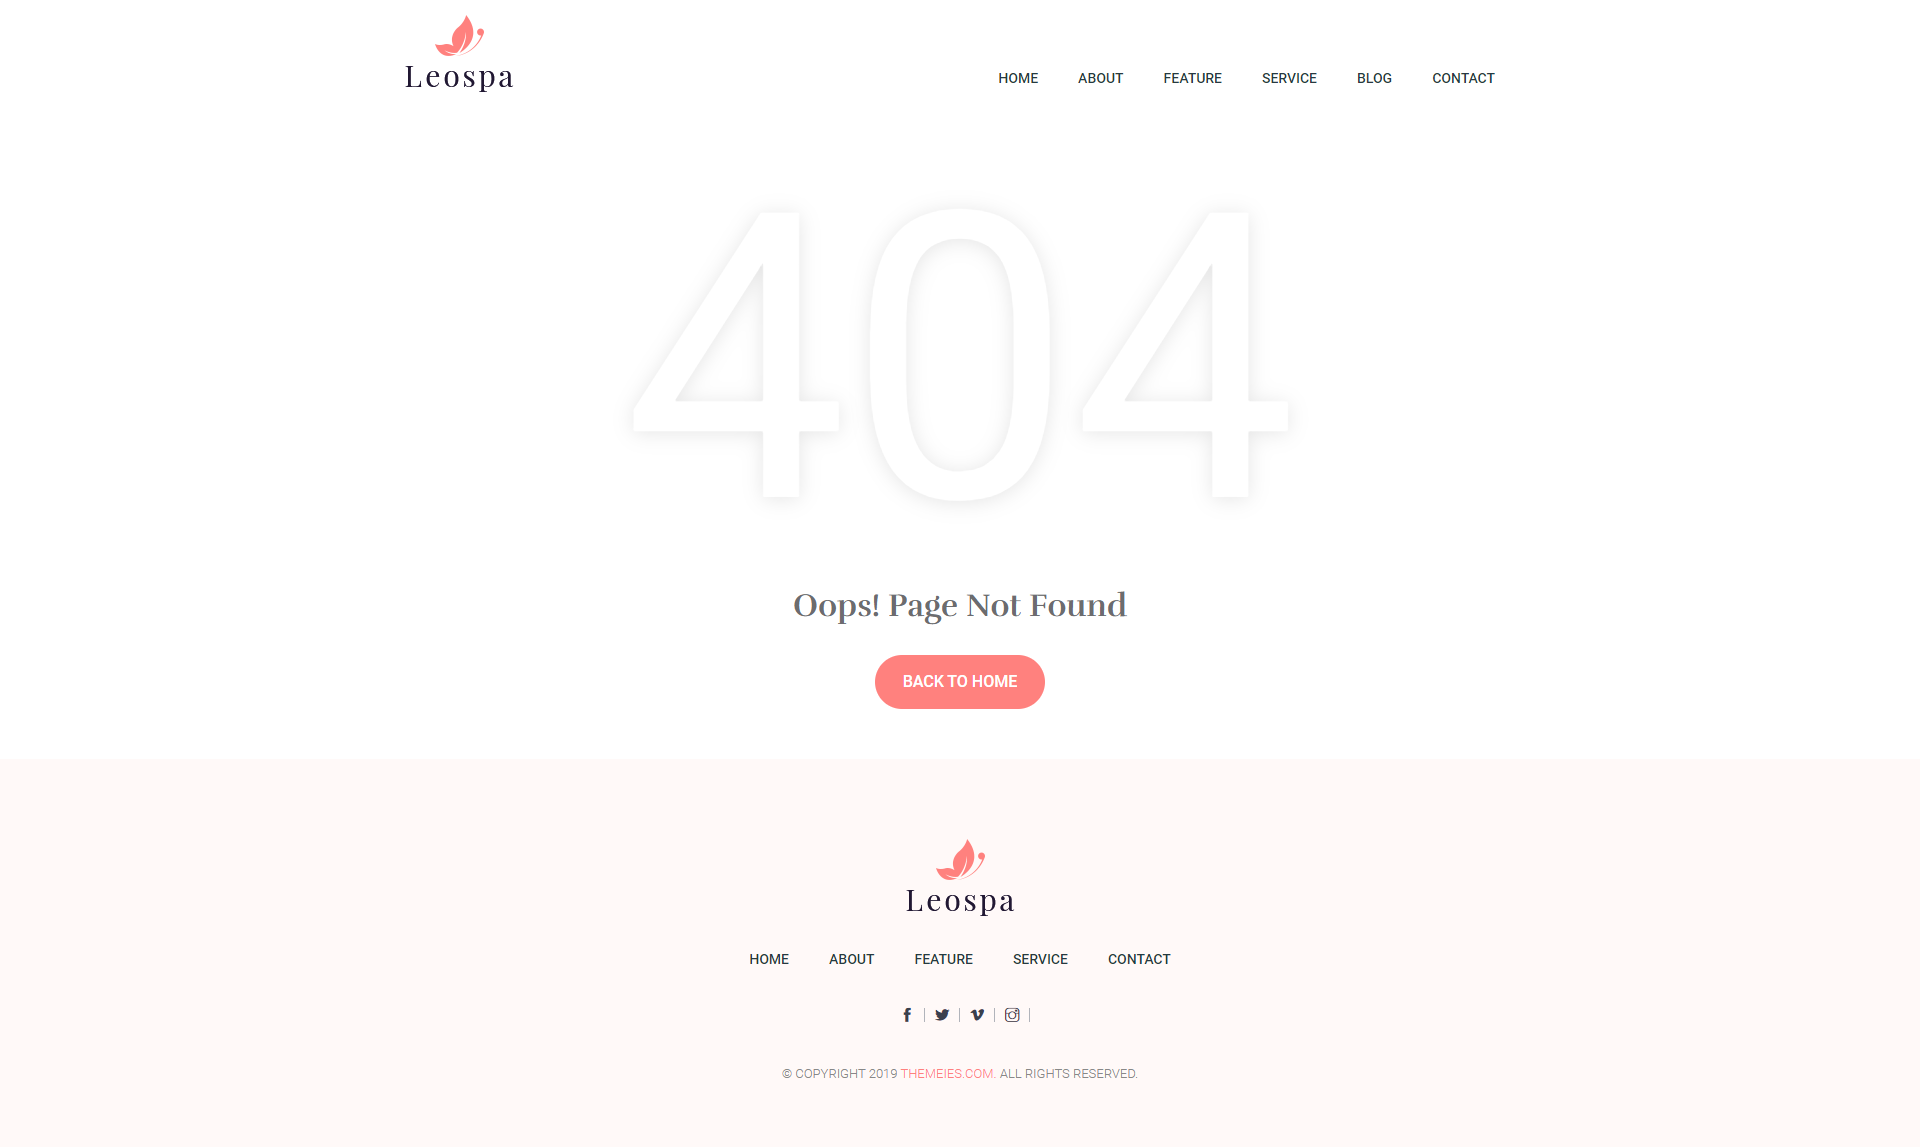 Leospa
HOME ABOUT FEATURE SERVICE BLOG CONTACT
404
Oops! Page Not Found
BACK TO HOME
Leospa
HOME ABOUT FEATURE SERVICE CONTACT
© COPYRIGHT 2019 THEMEIES.COM. ALL RIGHTS RESERVED.